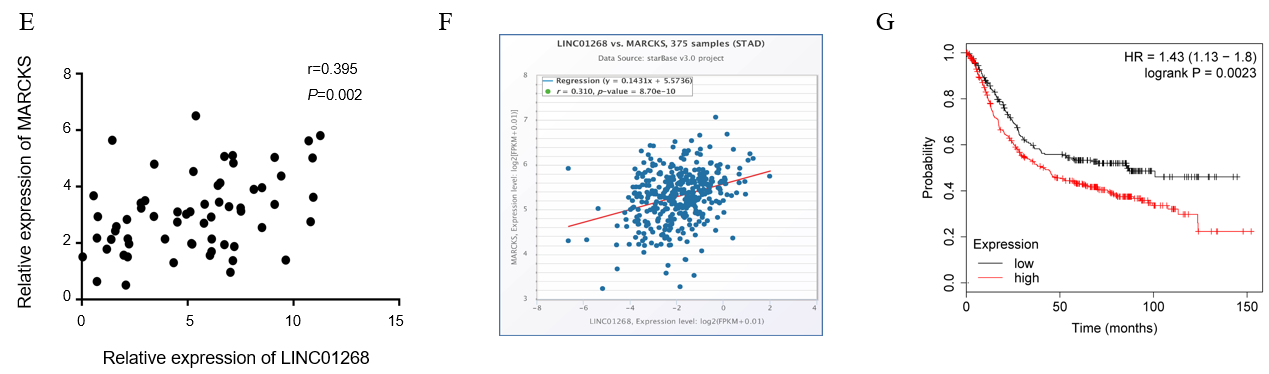 E
Relative expression of MARCKS
8
6
4
2
0
r=0.395
P=0.002
0 5 10 15
Relative expression of LINC01268
F
LINC01268 vs. MARCKS, 375 samples (STAD)
Data Source: starBase v3.0 project
Regression (y = 0.1431x + 5.5736)
r = 0.310, p-value = 8.70e-10
MARCKS, Expression level: log2[FPKM+0.01)]
8
7
6
5
4
3
-8 -6 -4 -2 0 2 4
LINC01268, Expression level: log2(FPKM+0.01)
G
HR = 1.43 (1.13 − 1.8)
logrank P = 0.0023
Probability
1.0
0.8
0.6
0.4
0.2
0.0
Expression
low
high
0 50 100 150
Time (months)